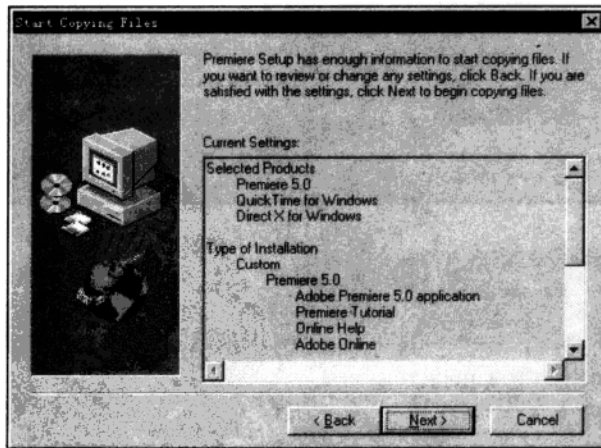 Start Copying Files
Premiere Setup has enough information to start copying files. If
you want to review or change any settings, click Back. If you are
satisfied with the settings, click Next to begin copying files.
Current Settings:
Selected Products
Premiere 5.0
QuickTime for Windows
Direct X for Windows
Type of Installation
Custom
Premiere 5.0
Adobe Premiere 5.0 application
Premiere Tutorial
Online Help
Adobe Online
< Back
Next >
Cancel